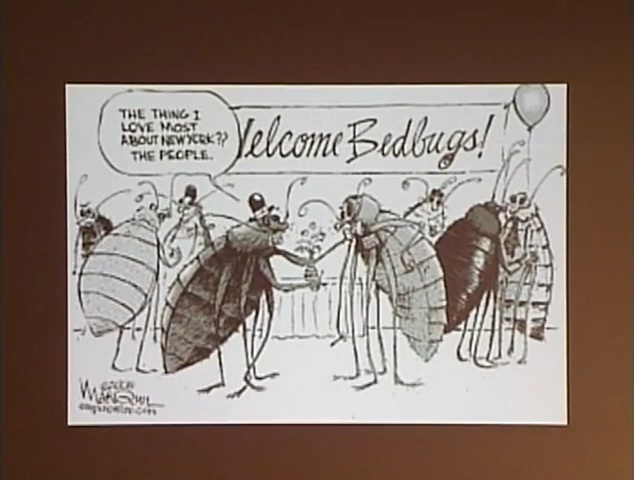 THE THING I
LOVE MOST
ABOUT NEW YORK??
THE PEOPLE.
Welcome Bedbugs!